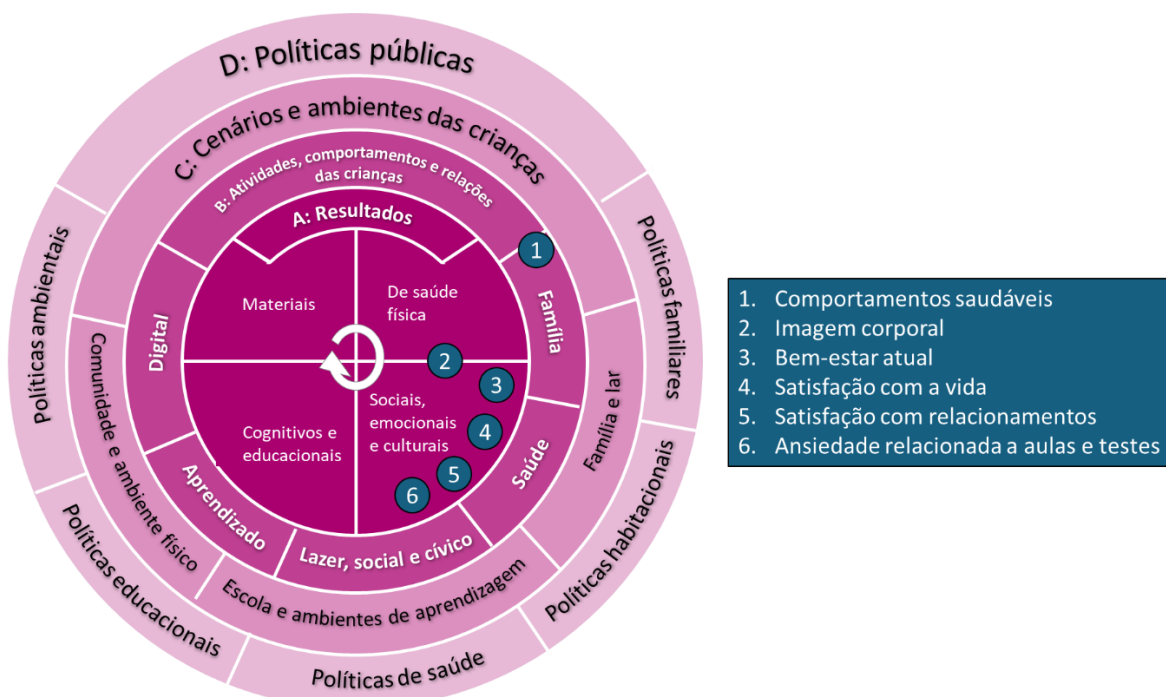 D: Políticas públicas
C: Cenários e ambientes das crianças
B: Atividades, comportamentos e relações
das crianças
A: Resultados
Materiais
De saúde
física
Cognitivos e
educacionais
Sociais,
emocionais
e culturais
Digital
Família
Saúde
Lazer, social e cívico
Aprendizado
Comunidade e ambiente físico
Família e lar
Escola e ambientes de aprendizagem
Políticas ambientais
Políticas familiares
Políticas habitacionais
Políticas de saúde
Políticas educacionais
1
2
3
4
5
6
1. Comportamentos saudáveis
2. Imagem corporal
3. Bem-estar atual
4. Satisfação com a vida
5. Satisfação com relacionamentos
6. Ansiedade relacionada a aulas e testes